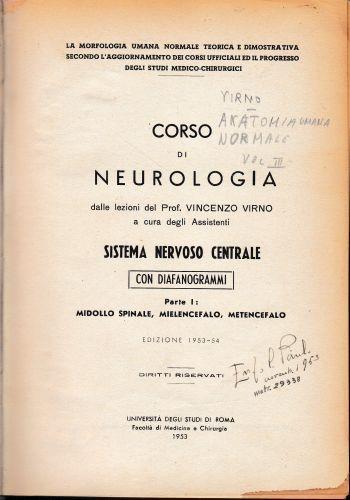 LA MORFOLOGIA UMANA NORMALE TEORICA E DIMOSTRATIVA
SECONDO L'AGGIORNAMENTO DEI CORSI UFFICIALI ED IL PROGRESSO
DEGLI STUDI MEDICO-CHIRURGICI
VIRNO
ANATOMIA UMANA
NORMALE
VOL III
CORSO
DI
NEUROLOGIA
dalle lezioni del Prof. VINCENZO VIRNO
a cura degli Assistenti
SISTEMA NERVOSO CENTRALE
CON DIAFANOGRAMMI
Parte I:
MIDOLLO SPINALE, MIELENCEFALO, METENCEFALO
EDIZIONE 1953-54
1953
matr. 29338
DIRITTI RISERVATI
UNIVERSITÀ DEGLI STUDI DI ROMA
Facoltà di Medicina e Chirurgia
1953